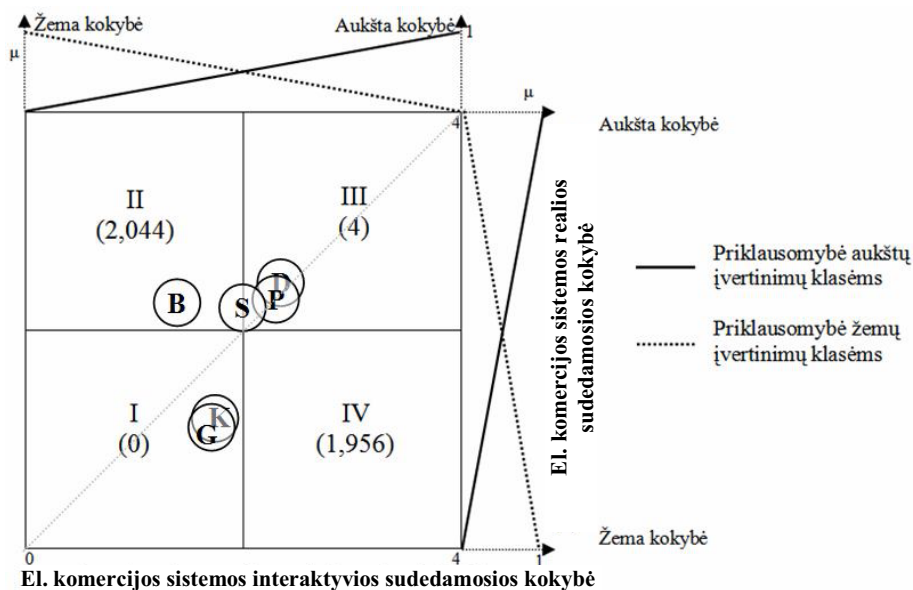 Žema kokybė
Aukšta kokybė
1
μ
μ
4
Aukšta kokybė
II
(2,044)
III
(4)
D
P
B
S
I
(0)
K
G
IV
(1,956)
El. komercijos sistemos realios
sudedamosios kokybė
Priklausomybė aukštų
įvertinimų klasėms
Priklausomybė žemų
įvertinimų klasėms
Žema kokybė
0
4
1
El. komercijos sistemos interaktyvios sudedamosios kokybė